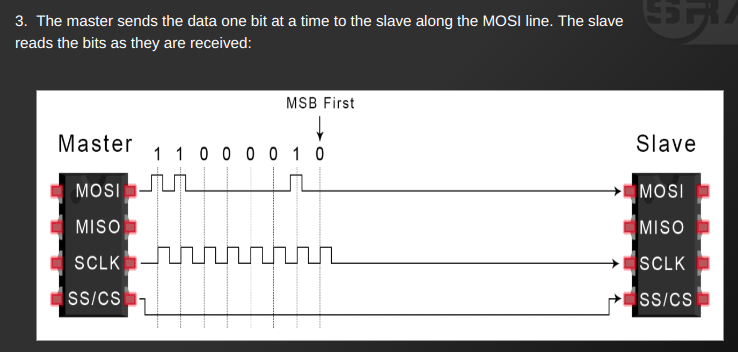 3. The master sends the data one bit at a time to the slave along the MOSI line. The slave
reads the bits as they are received:
MSB First
Master
1 1 0 0 0 0 1 0
Slave
MOSI
MOSI
MISO
MISO
SCLK
SCLK
SS/CS
SS/CS